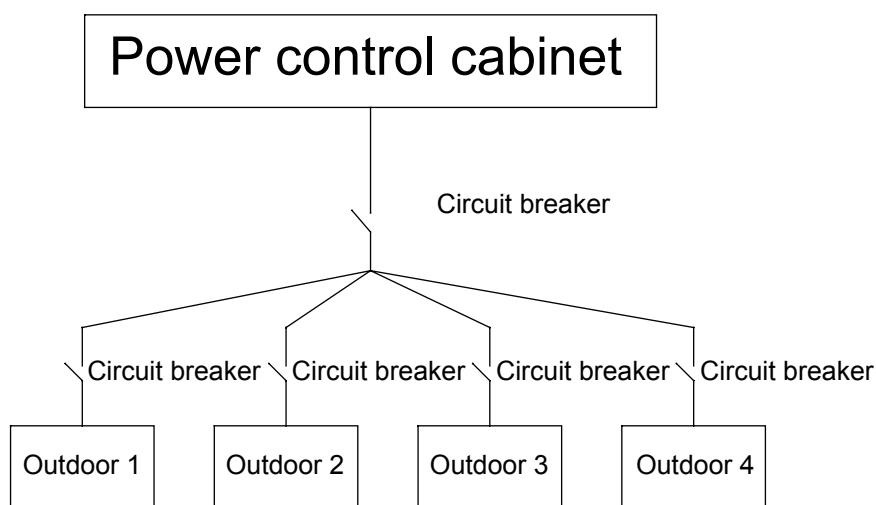 Power control cabinet
Circuit breaker
Circuit breaker Circuit breaker Circuit breaker Circuit breaker
Outdoor 1 Outdoor 2 Outdoor 3 Outdoor 4